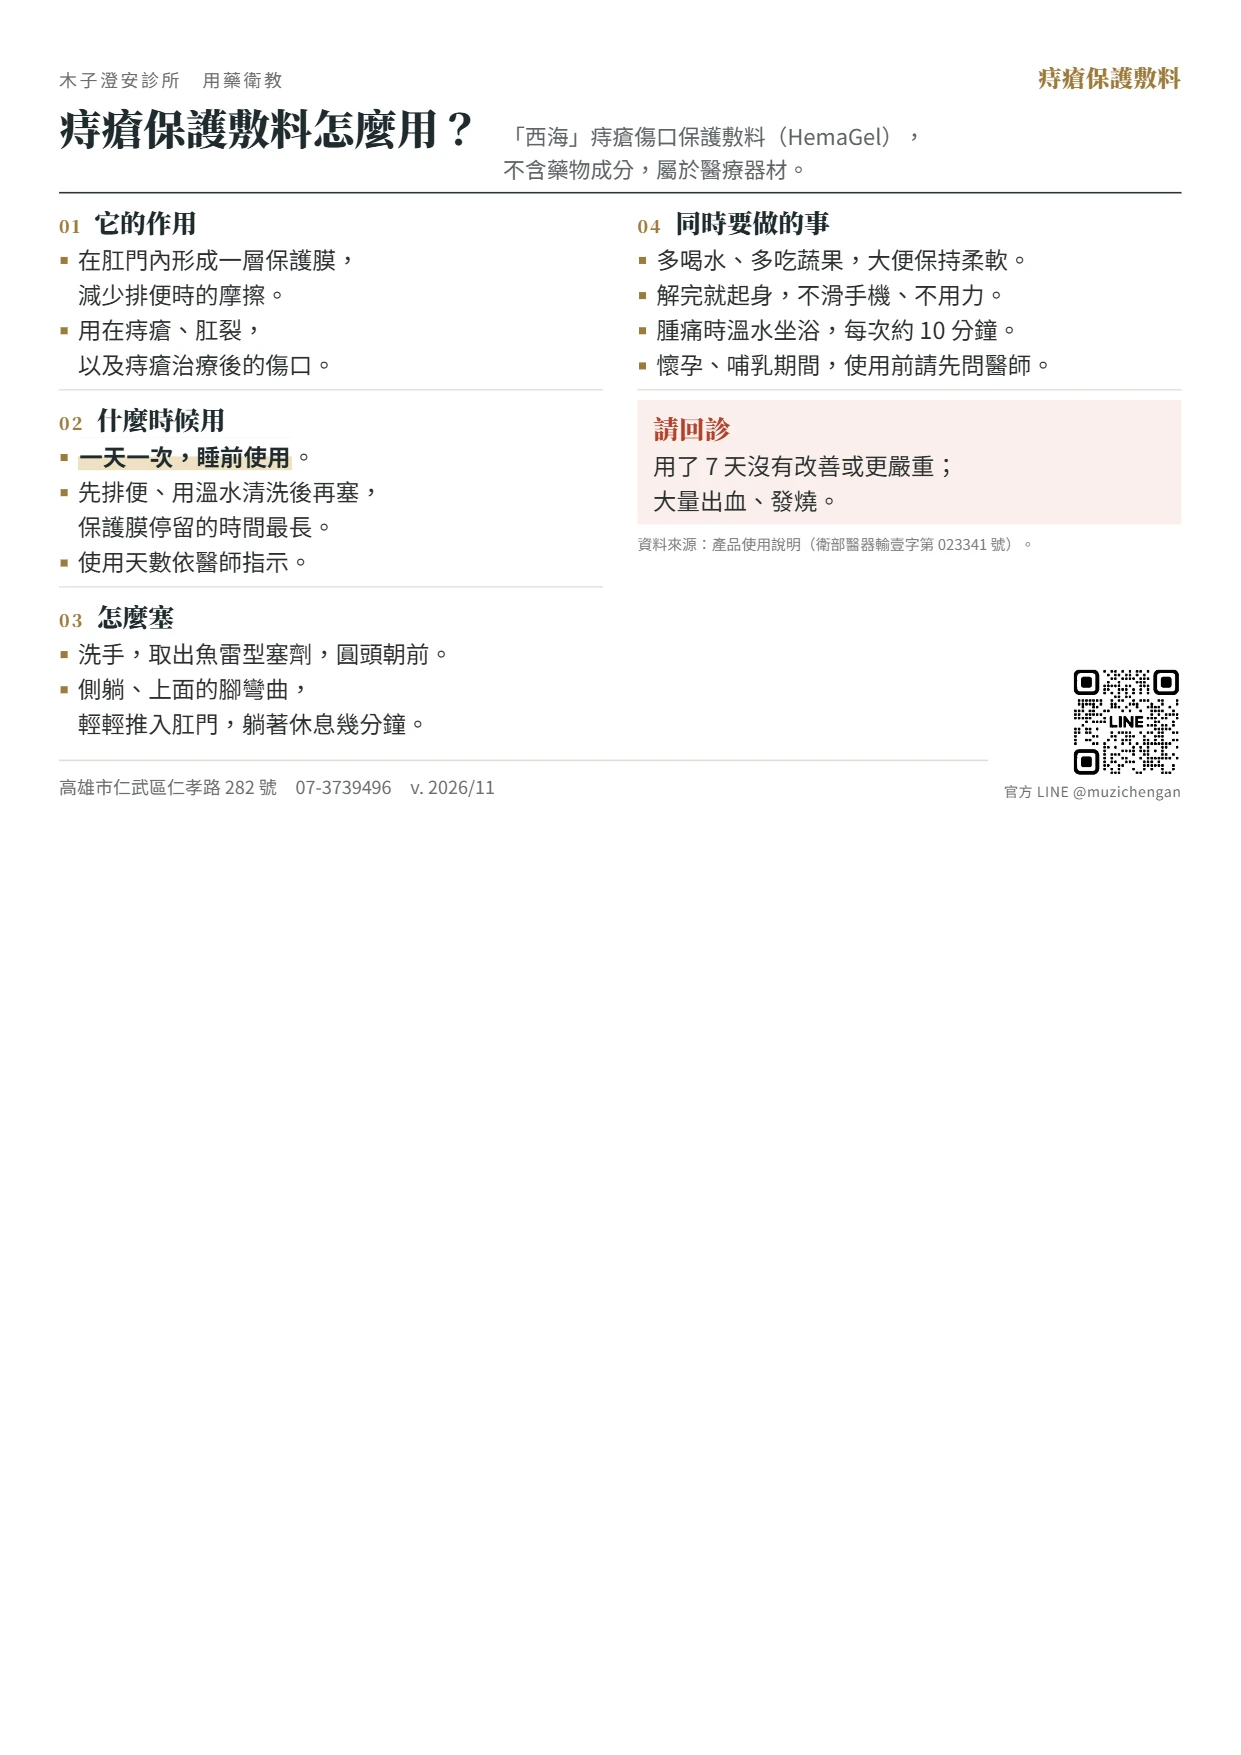 木子澄安診所　用藥衛教
痔瘡保護敷料
痔瘡保護敷料怎麼用？
「西海」痔瘡傷口保護敷料（HemaGel），
不含藥物成分，屬於醫療器材。
01 它的作用
在肛門內形成一層保護膜，
減少排便時的摩擦。
用在痔瘡、肛裂，
以及痔瘡治療後的傷口。
02 什麼時候用
一天一次，睡前使用。
先排便、用溫水清洗後再塞，
保護膜停留的時間最長。
使用天數依醫師指示。
03 怎麼塞
洗手，取出魚雷型塞劑，圓頭朝前。
側躺、上面的腳彎曲，
輕輕推入肛門，躺著休息幾分鐘。
04 同時要做的事
多喝水、多吃蔬果，大便保持柔軟。
解完就起身，不滑手機、不用力。
腫痛時溫水坐浴，每次約 10 分鐘。
懷孕、哺乳期間，使用前請先問醫師。
請回診
用了 7 天沒有改善或更嚴重；
大量出血、發燒。
資料來源：產品使用說明（衛部醫器輸壹字第 023341 號）。
LINE
高雄市仁武區仁孝路 282 號　07-3739496　v. 2026/11
官方 LINE @muzichengan